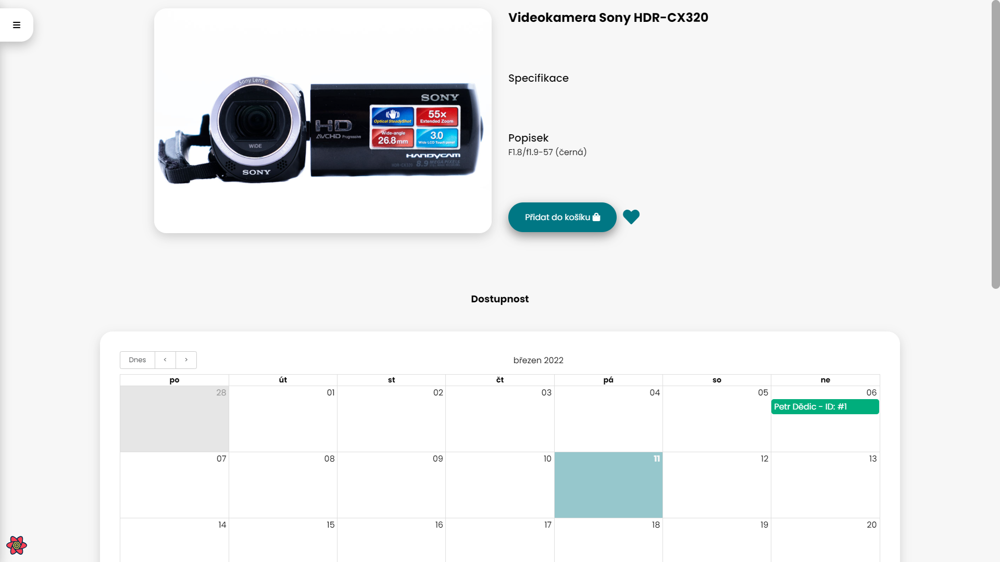 Videokamera Sony HDR-CX320
Sony Lens G
WIDE
SONY
SONY
HD
AVCHD Progressive
Optical SteadyShot
55x
Extended Zoom
Wide-angle
26.8mm
3.0
Wide LCD Touch panel
HANDYCAM
HDR-CX320 8.9 MEGA PIXELS
STILL IMAGE RECORDING
Specifikace
Popisek
F1.8/f1.9-57 (černá)
Přidat do košíku
Dostupnost
Dnes < >
březen 2022
po út st čt pá so ne
28 01 02 03 04 05 06
Petr Dědic - ID: #1
07 08 09 10 11 12 13
14 15 16 17 18 19 20